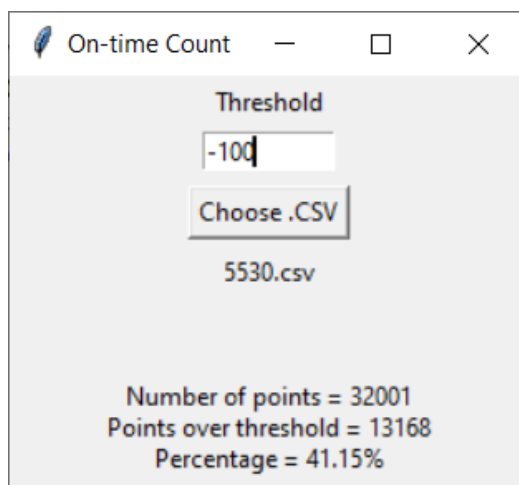 On-time Count
Threshold
-100
Choose .CSV
5530.csv
Number of points = 32001
Points over threshold = 13168
Percentage = 41.15%